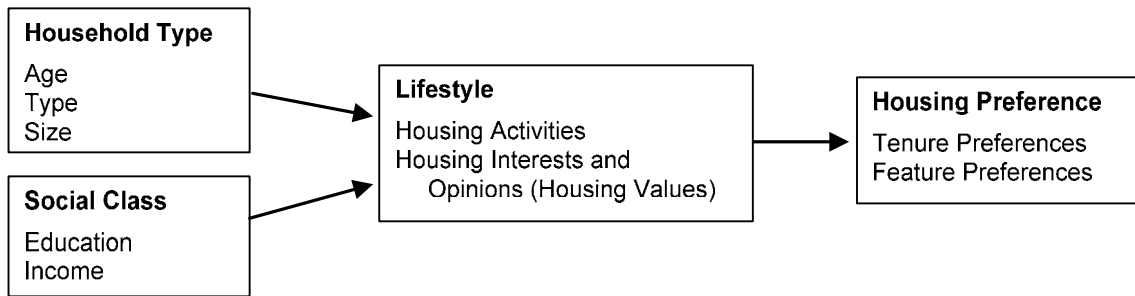 Household Type
Age
Type
Size
Social Class
Education
Income
Lifestyle
Housing Activities
Housing Interests and
Opinions (Housing Values)
Housing Preference
Tenure Preferences
Feature Preferences